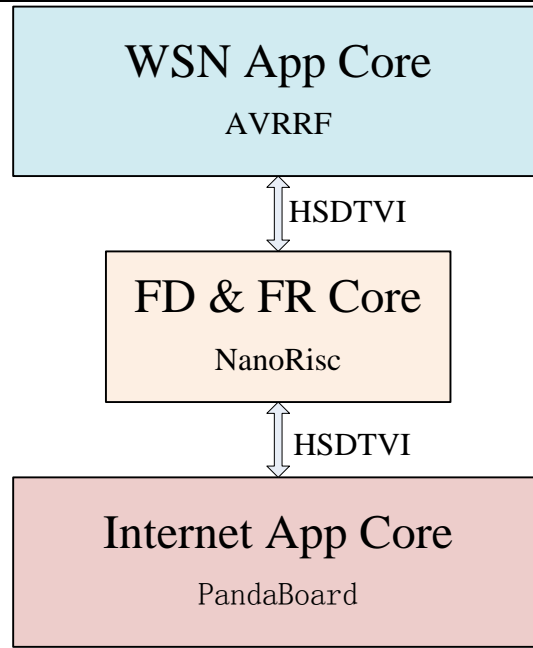 WSN App Core
AVRRF
HSDTVI
FD & FR Core
NanoRisc
HSDTVI
Internet App Core
PandaBoard